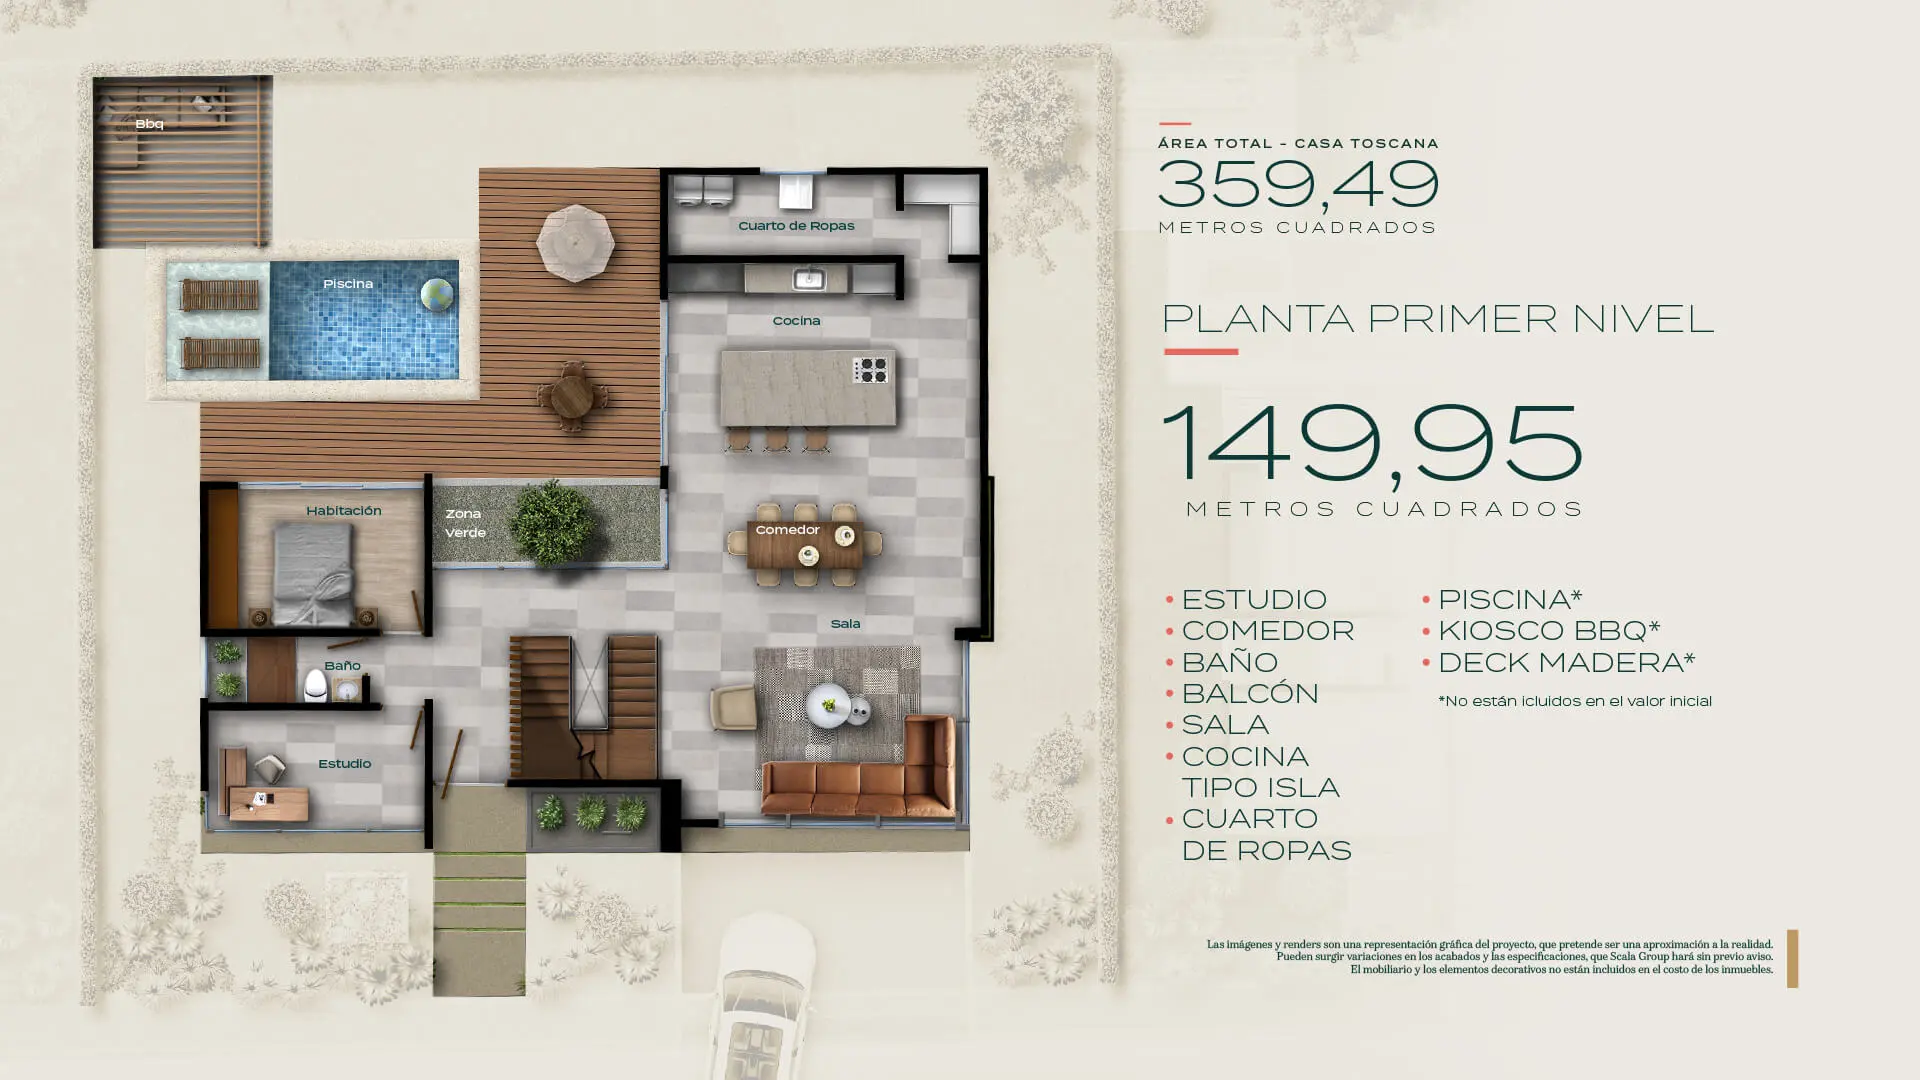 Bbq
Piscina
Cuarto de Ropas
Cocina
Habitación
Zona
Verde
Comedor
Sala
Baño
Estudio
ÁREA TOTAL - CASA TOSCANA
359,49
METROS CUADRADOS
PLANTA PRIMER NIVEL
149,95
METROS CUADRADOS
• ESTUDIO
• COMEDOR
• BAÑO
• BALCÓN
• SALA
• COCINA
TIPO ISLA
• CUARTO
DE ROPAS
• PISCINA*
• KIOSCO BBQ*
• DECK MADERA*
*No están icluidos en el valor inicial
Las imágenes y renders son una representación gráfica del proyecto, que pretende ser una aproximación a la realidad.
Pueden surgir variaciones en los acabados y las especificaciones, que Scala Group hará sin previo aviso.
El mobiliario y los elementos decorativos no están incluidos en el costo de los inmuebles.